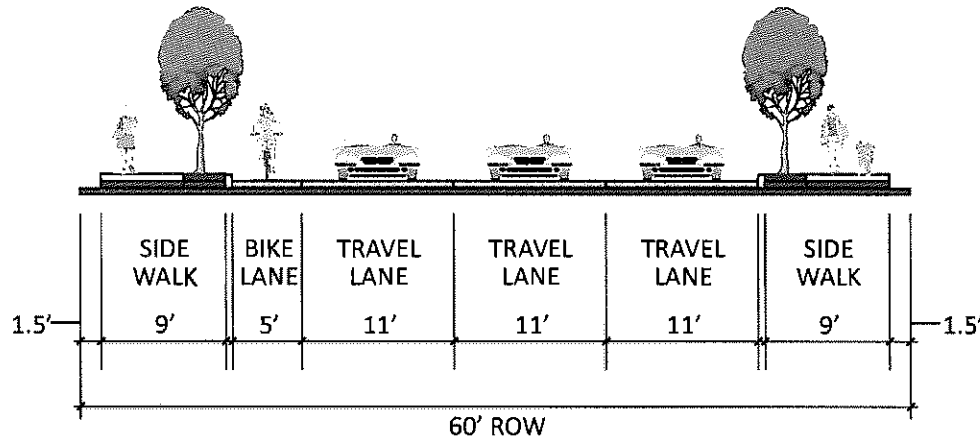 SIDE WALK
BIKE LANE
TRAVEL LANE
TRAVEL LANE
TRAVEL LANE
SIDE WALK
1.5'
9'
5'
11'
11'
11'
9'
1.5'
60' ROW